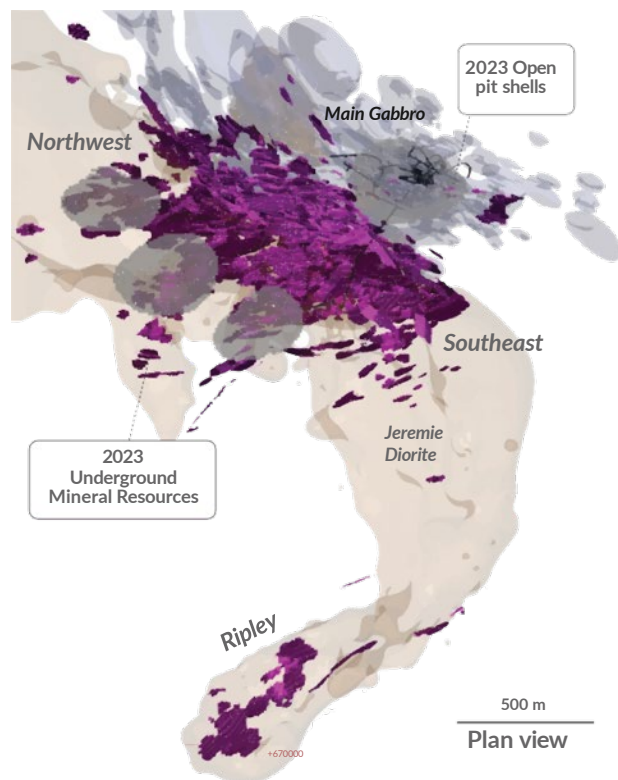 2023 Open
pit shells
Main Gabbro
Northwest
Southeast
Jeremie
Diorite
2023
Underground
Mineral Resources
Ripley
500 m
Plan view
+670000